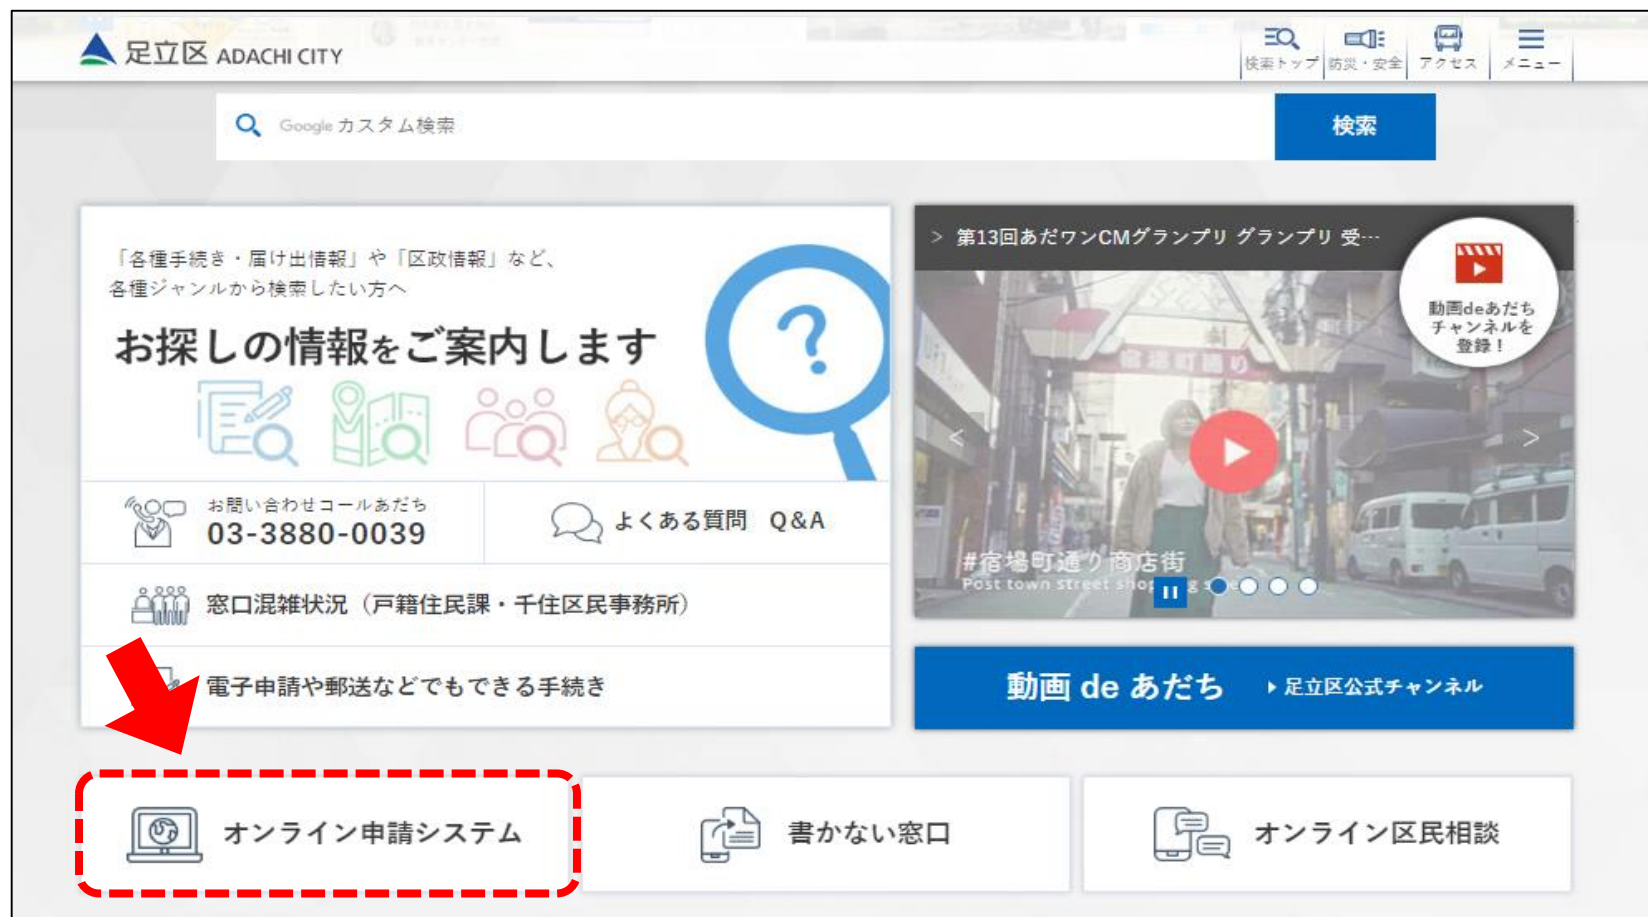 足立区 ADACHI CITY
検索トップ
防災・安全
アクセス
メニュー
Google カスタム検索
検索
「各種手続き・届け出情報」や「区政情報」など、
各種ジャンルから検索したい方へ
お探しの情報をご案内します
?
お問い合わせコールあだち
03-3880-0039
よくある質問 Q&A
窓口混雑状況（戸籍住民課・千住区民事務所）
電子申請や郵送などでもできる手続き
> 第13回あだワンCMグランプリ グランプリ 受…
動画deあだち
チャンネルを
登録！
宿場町通り
#宿場町通り商店街
Post town street shopping s
動画 de あだち
足立区公式チャンネル
オンライン申請システム
書かない窓口
オンライン区民相談